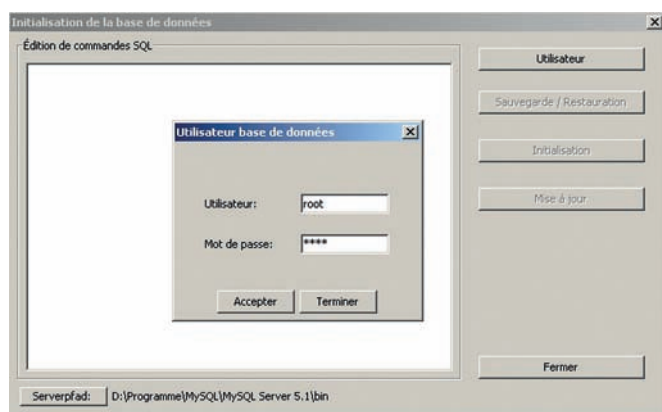 Initialisation de la base de données
Édition de commandes SQL
Utilisateur
Sauvegarde / Restauration
Initialisation
Mise à jour
Utilisateur base de données
Utilisateur: root
Mot de passe: ****
Accepter Terminer
Fermer
Serverpfad: D:\Programme\MySQL\MySQL Server 5.1\bin